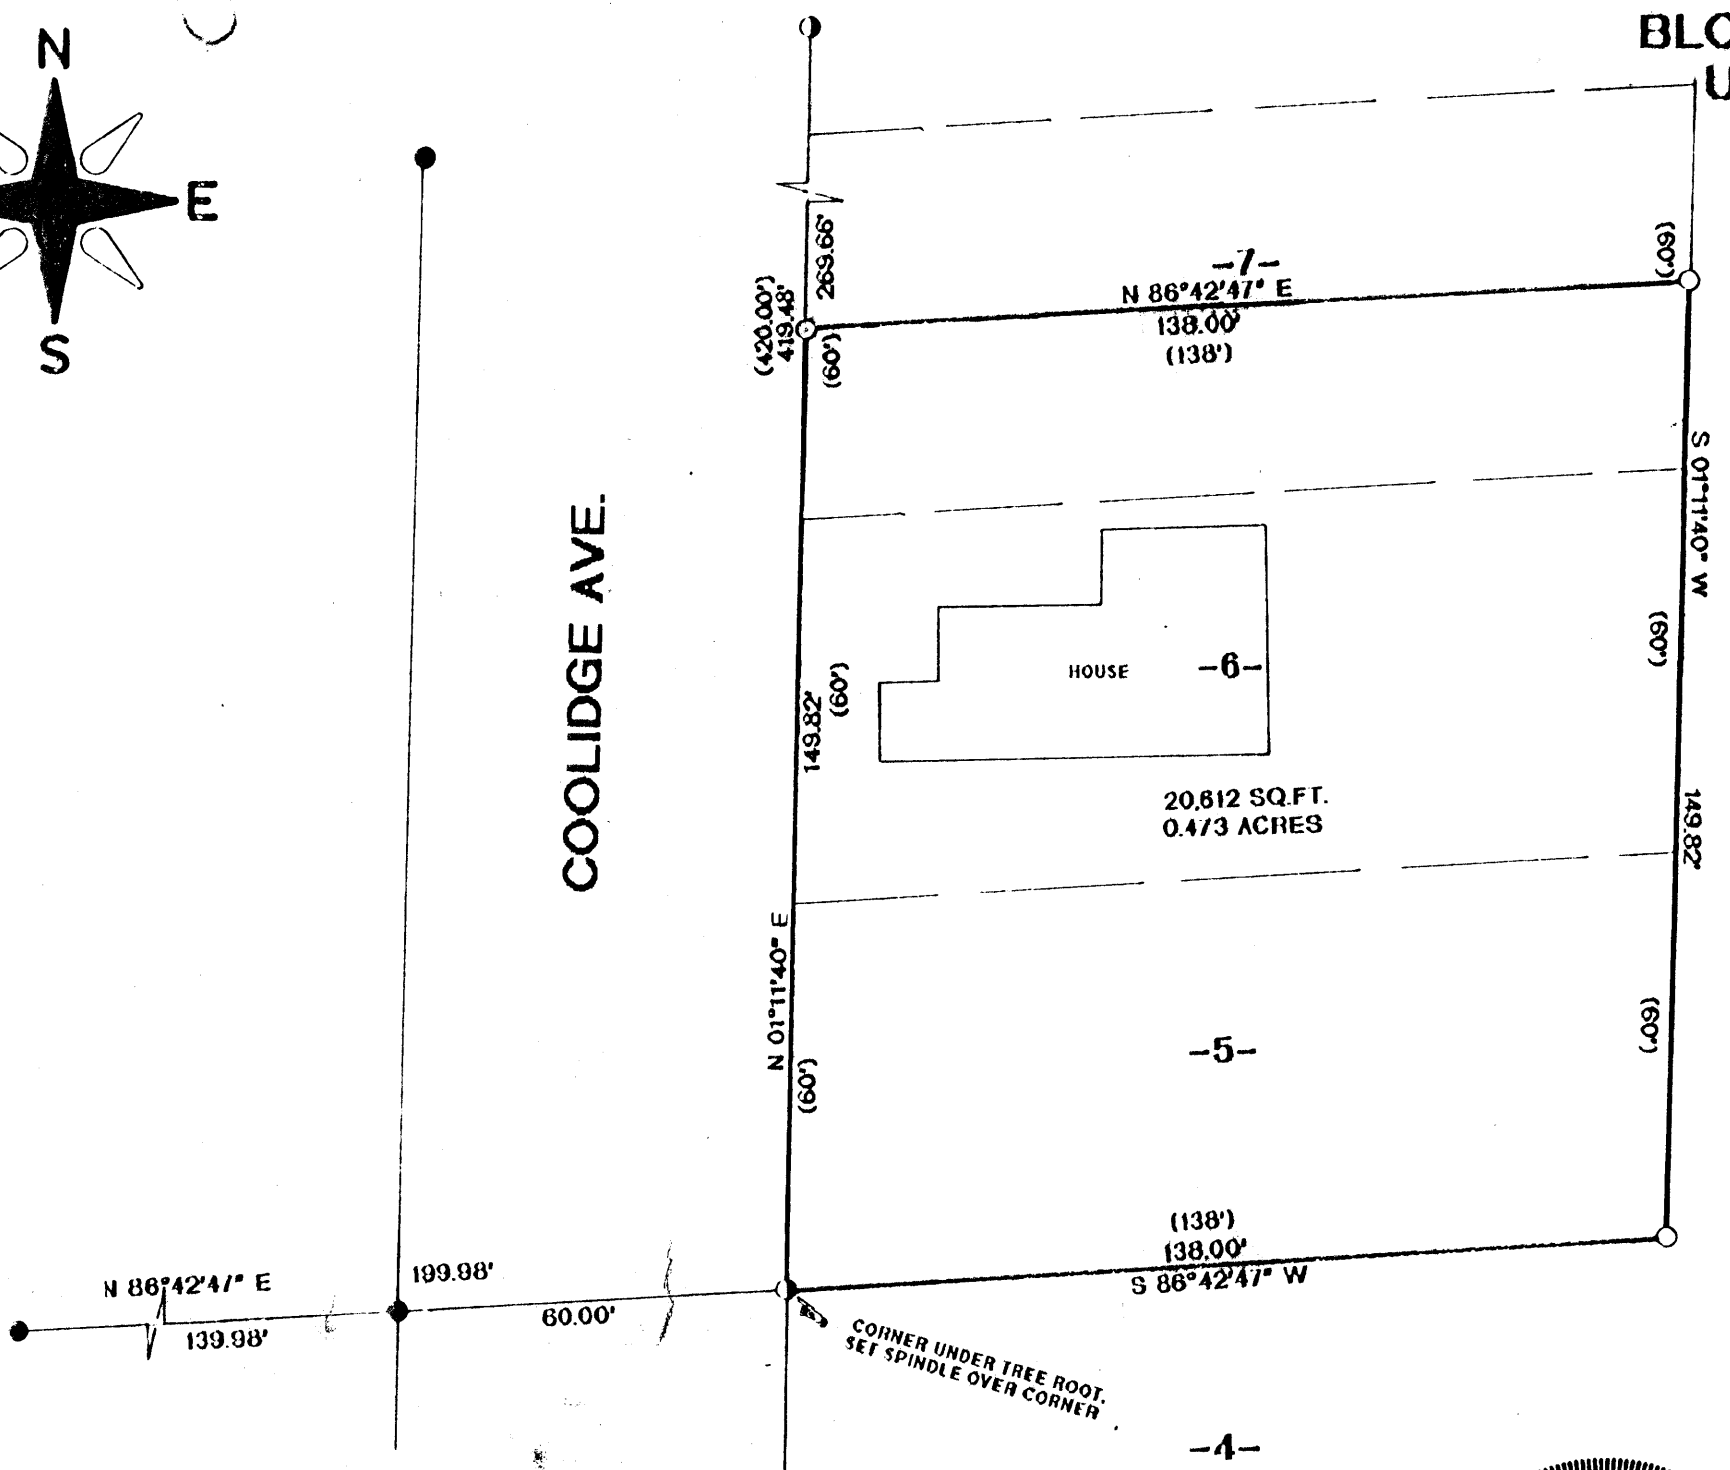 N
E
S
BLO
U
-7-
N 86°42'47" E
138.00'
(138')
(60')
269.66'
(420.00')
419.48'
(60')
S 01°11'40" W
COOLIDGE AVE.
(60')
149.82'
HOUSE
-6-
(60')
20,612 SQ.FT.
0.473 ACRES
149.82'
N 01°11'40" E
(60')
-5-
(60')
(138')
138.00'
S 86°42'47" W
N 86°42'47" E
199.98'
139.98'
60.00'
CORNER UNDER TREE ROOT.
SET SPINDLE OVER CORNER
-4-